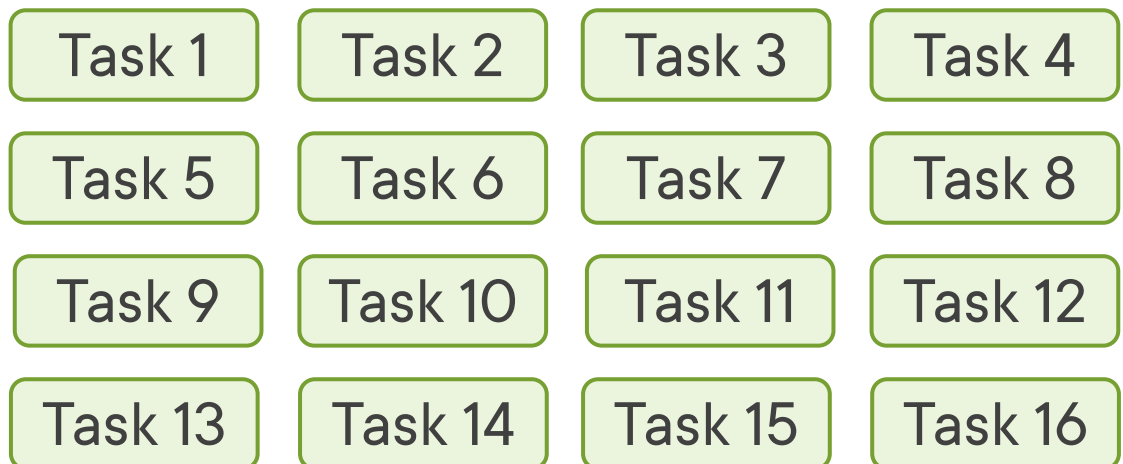 Task 1 Task 2 Task 3 Task 4
Task 5 Task 6 Task 7 Task 8
Task 9 Task 10 Task 11 Task 12
Task 13 Task 14 Task 15 Task 16